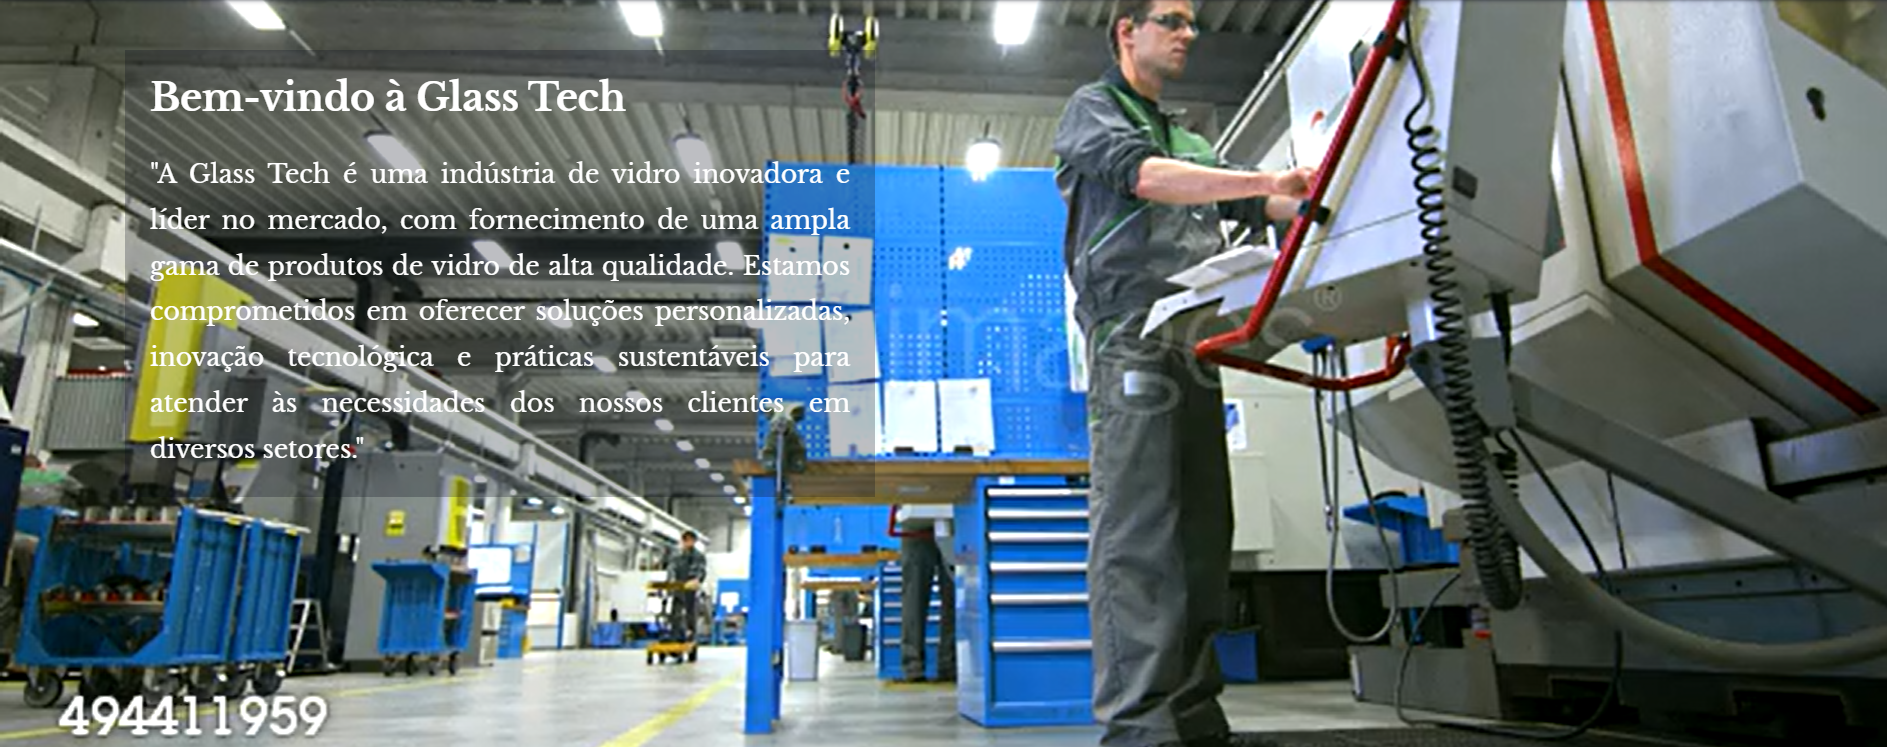 Bem-vindo à Glass Tech
"A Glass Tech é uma indústria de vidro inovadora e
líder no mercado, com fornecimento de uma ampla
gama de produtos de vidro de alta qualidade. Estamos
comprometidos em oferecer soluções personalizadas,
inovação tecnológica e práticas sustentáveis para
atender às necessidades dos nossos clientes em
diversos setores."
images®
494411959